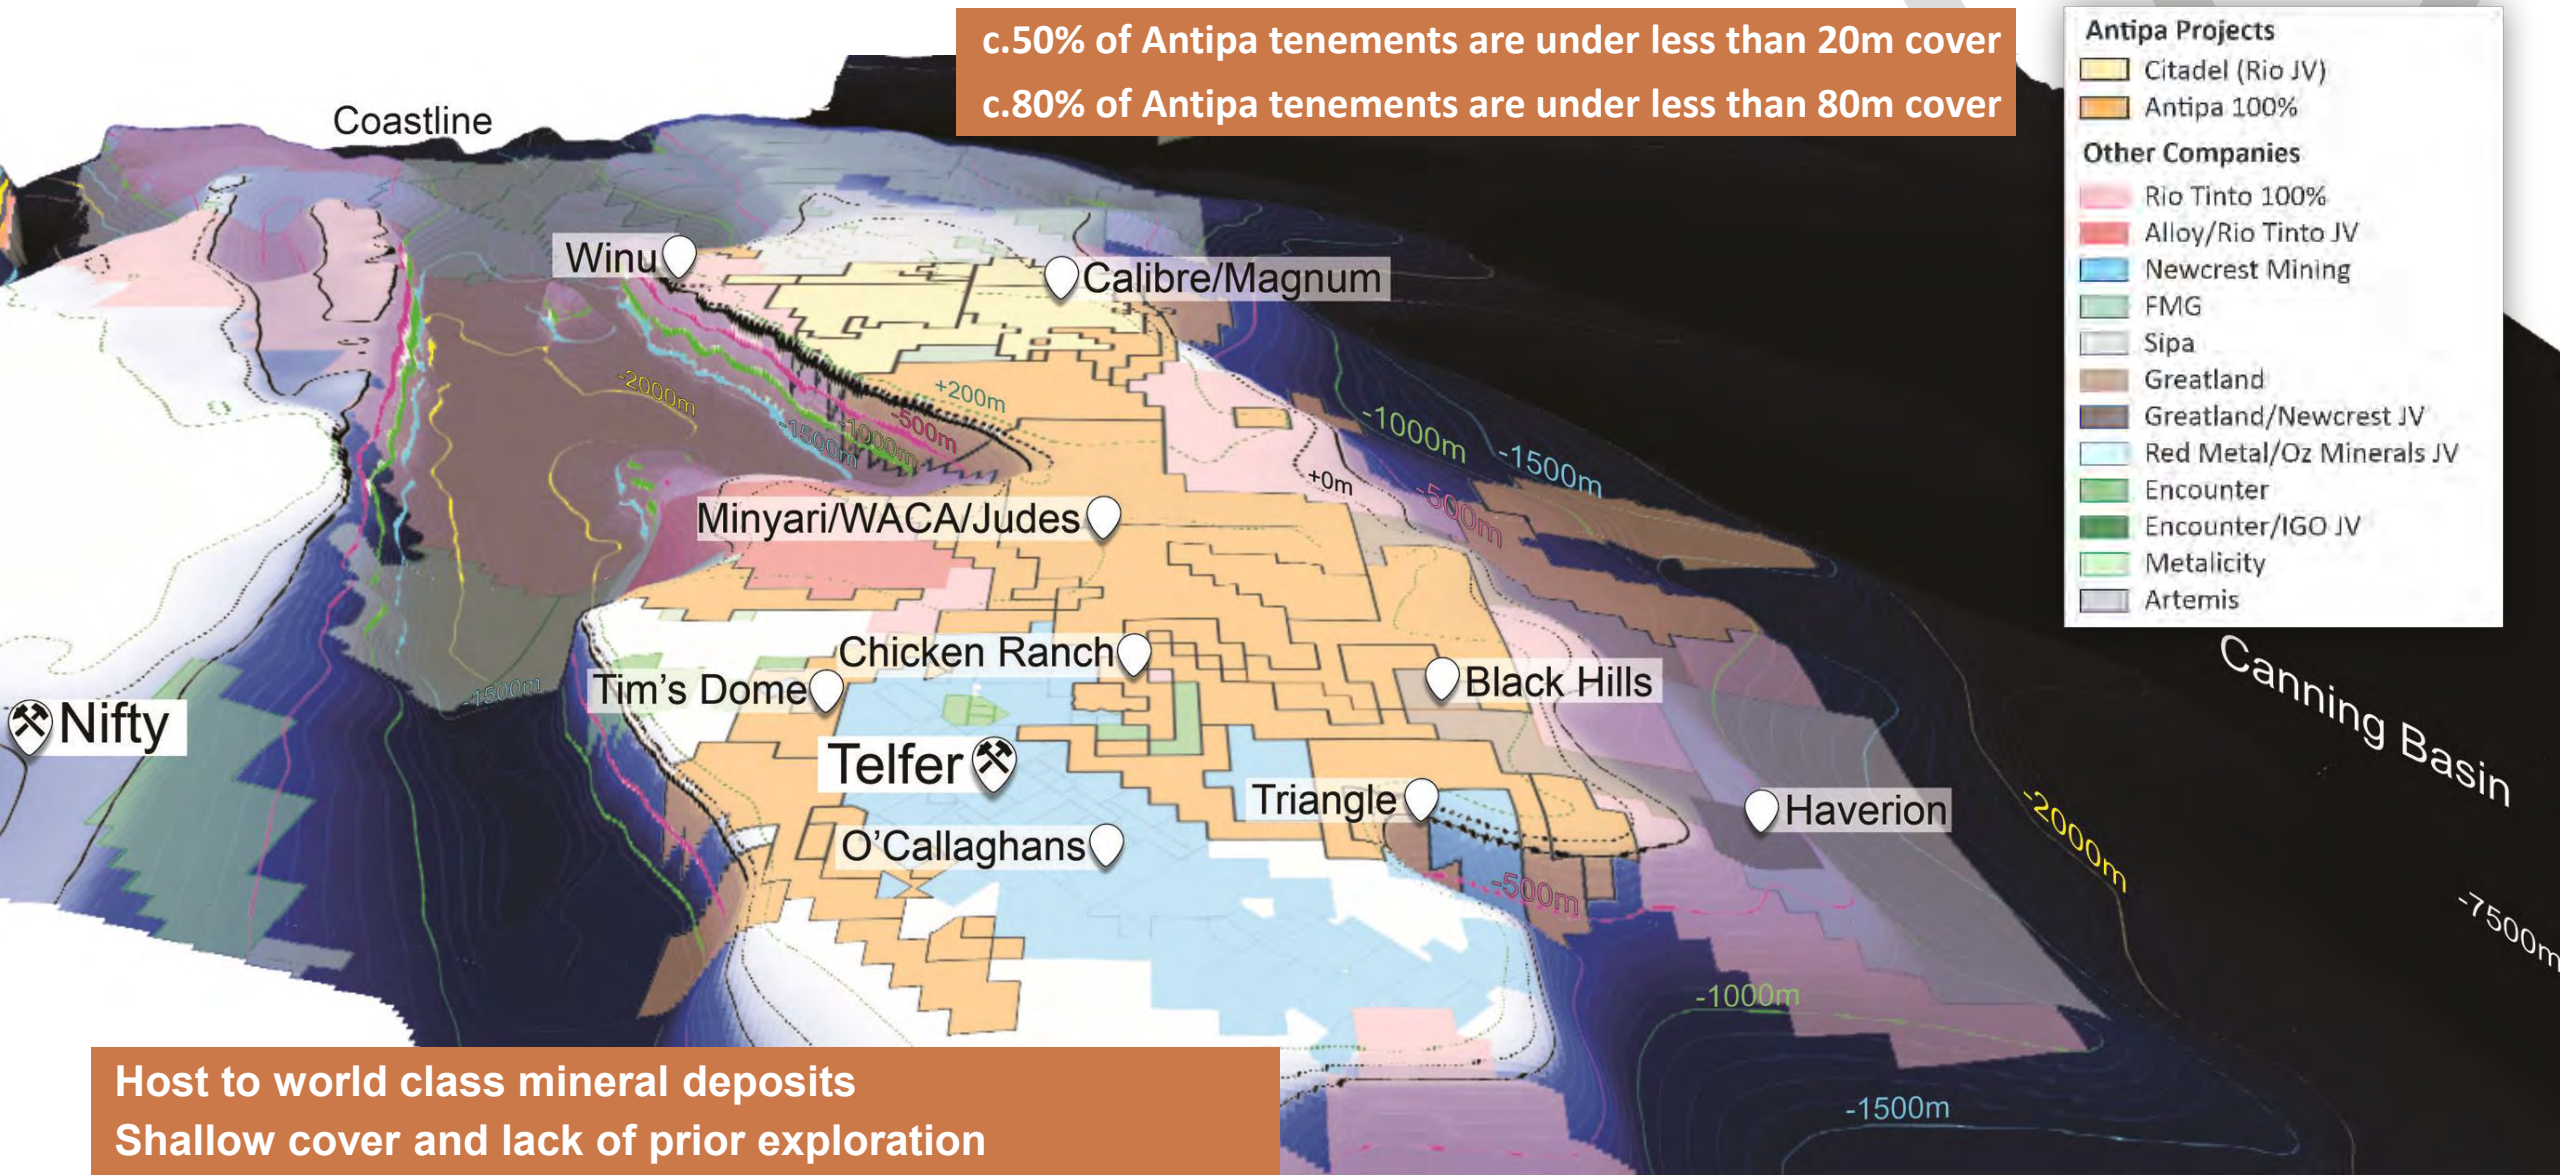 c.50% of Antipa tenements are under less than 20m cover
c.80% of Antipa tenements are under less than 80m cover
Antipa Projects
Citadel (Rio JV)
Antipa 100%
Other Companies
Rio Tinto 100%
Alloy/Rio Tinto JV
Newcrest Mining
FMG
Sipa
Greatland
Greatland/Newcrest JV
Red Metal/Oz Minerals JV
Encounter
Encounter/IGO JV
Metalicity
Artemis
Coastline
Winu
Calibre/Magnum
-2000m
+200m
-500m
-1000m
-1500m
-1000m
-1500m
+0m
-500m
Minyari/WACA/Judes
Chicken Ranch
Tim's Dome
-1500m
Black Hills
Nifty
Telfer
Triangle
Haverion
O'Callaghans
Canning Basin
-2000m
-500m
-7500m
-1000m
-1500m
Host to world class mineral deposits
Shallow cover and lack of prior exploration